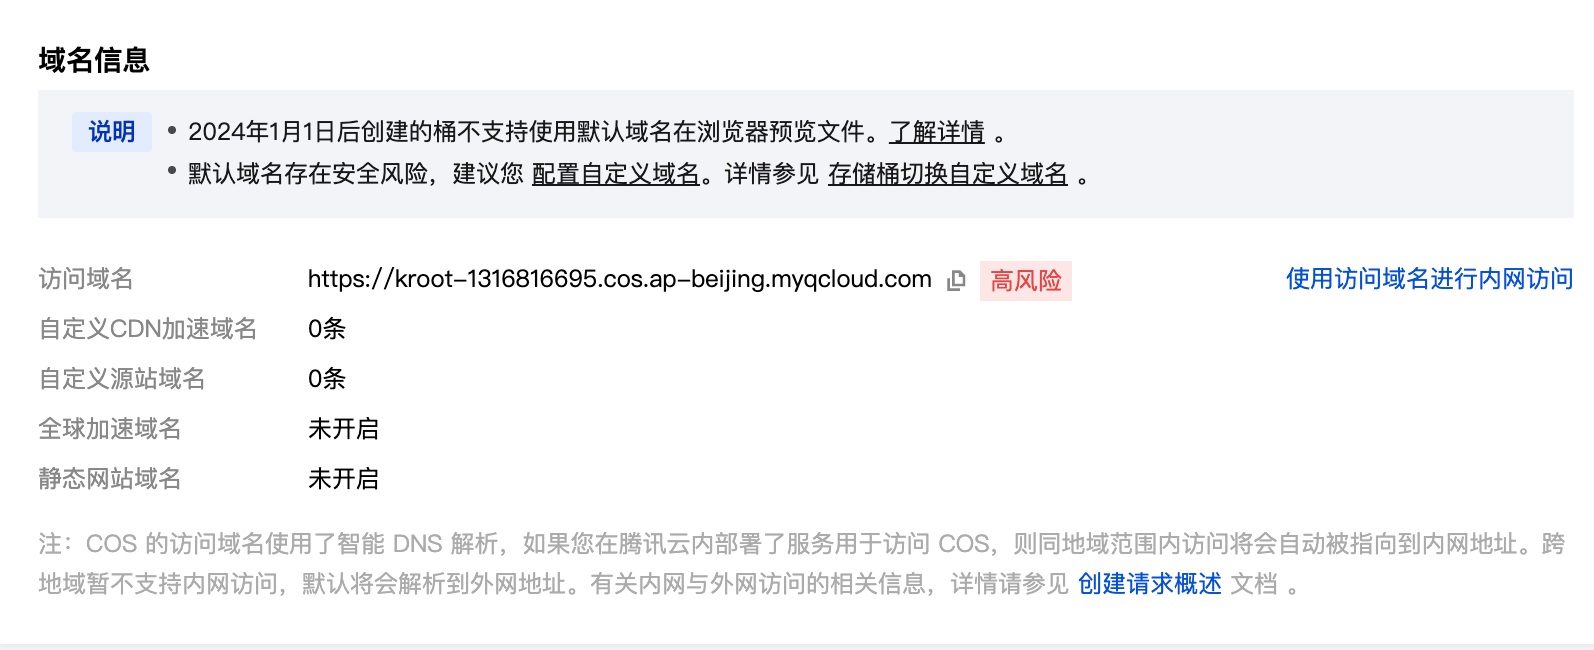 域名信息
说明 • 2024年1月1日后创建的桶不支持使用默认域名在浏览器预览文件。了解详情 。
• 默认域名存在安全风险，建议您 配置自定义域名。详情参见 存储桶切换自定义域名 。
访问域名 https://kroot-1316816695.cos.ap-beijing.myqcloud.com 高风险 使用访问域名进行内网访问
自定义CDN加速域名 0条
自定义源站域名 0条
全球加速域名 未开启
静态网站域名 未开启
注：COS 的访问域名使用了智能 DNS 解析，如果您在腾讯云内部署了服务用于访问 COS，则同地域范围内访问将会自动被指向到内网地址。跨
地域暂不支持内网访问，默认将会解析到外网地址。有关内网与外网访问的相关信息，详情请参见 创建请求概述 文档 。